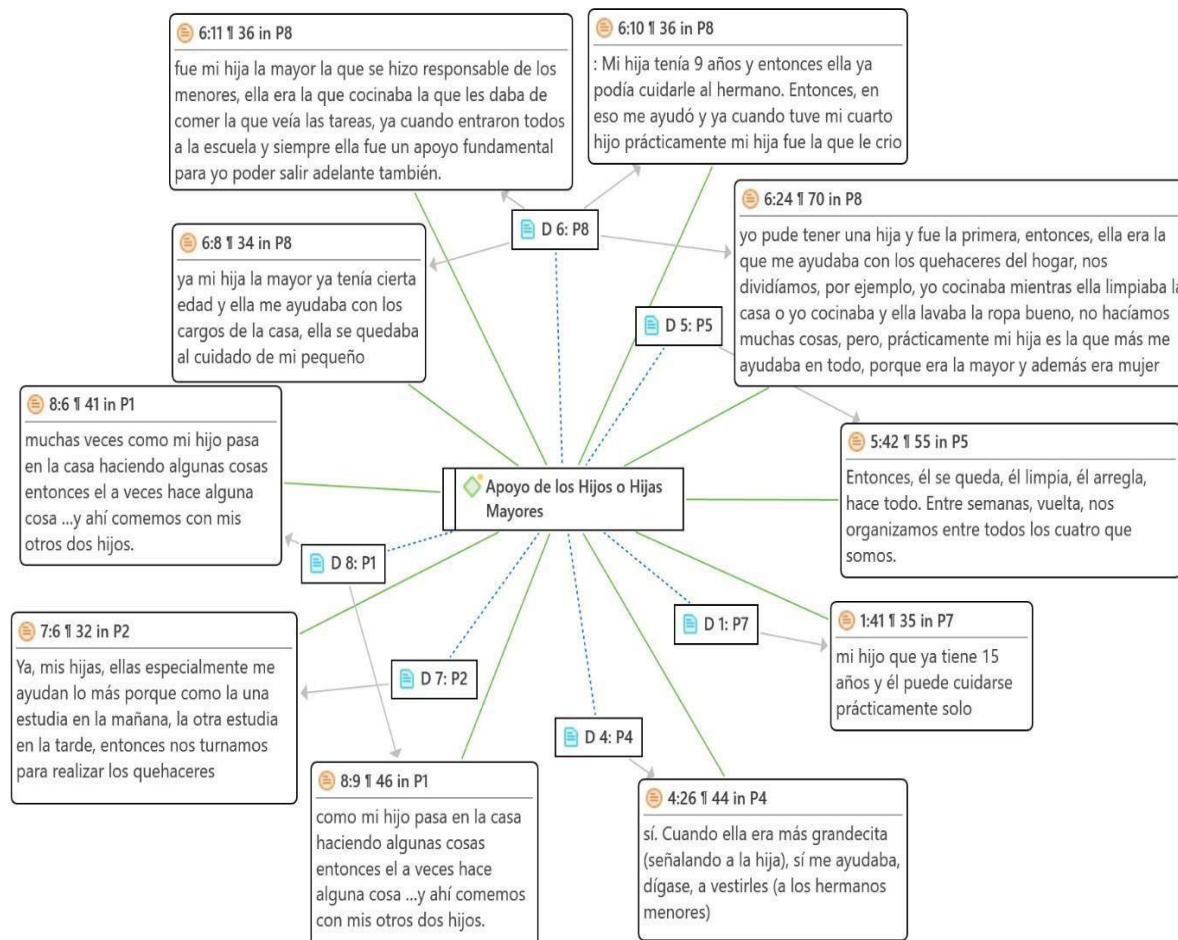 6:11 ¶ 36 in P8
fue mi hija la mayor la que se hizo responsable de los
menores, ella era la que cocinaba la que les daba de
comer la que veía las tareas, ya cuando entraron todos
a la escuela y siempre ella fue un apoyo fundamental
para yo poder salir adelante también.
6:10 ¶ 36 in P8
: Mi hija tenía 9 años y entonces ella ya
podía cuidarle al hermano. Entonces, en
eso me ayudó y ya cuando tuve mi cuarto
hijo prácticamente mi hija fue la que le crio
D 6: P8
6:24 ¶ 70 in P8
yo pude tener una hija y fue la primera, entonces, ella era la
que me ayudaba con los quehaceres del hogar, nos
dividíamos, por ejemplo, yo cocinaba mientras ella limpiaba la
casa o yo cocinaba y ella lavaba la ropa bueno, no hacíamos
muchas cosas, pero, prácticamente mi hija es la que más me
ayudaba en todo, porque era la mayor y además era mujer
6:8 ¶ 34 in P8
ya mi hija la mayor ya tenía cierta
edad y ella me ayudaba con los
cargos de la casa, ella se quedaba
al cuidado de mi pequeño
D 5: P5
8:6 ¶ 41 in P1
muchas veces como mi hijo pasa
en la casa haciendo algunas cosas
entonces el a veces hace alguna
cosa ...y ahí comemos con mis
otros dos hijos.
5:42 ¶ 55 in P5
Entonces, él se queda, él limpia, él arregla,
hace todo. Entre semanas, vuelta, nos
organizamos entre todos los cuatro que
somos.
Apoyo de los Hijos o Hijas
Mayores
D 8: P1
D 1: P7
1:41 ¶ 35 in P7
mi hijo que ya tiene 15
años y él puede cuidarse
prácticamente solo
7:6 ¶ 32 in P2
Ya, mis hijas, ellas especialmente me
ayudan lo más porque como la una
estudia en la mañana, la otra estudia
en la tarde, entonces nos turnamos
para realizar los quehaceres
D 7: P2
D 4: P4
8:9 ¶ 46 in P1
como mi hijo pasa en la casa
haciendo algunas cosas
entonces el a veces hace
alguna cosa ...y ahí comemos
con mis otros dos hijos.
4:26 ¶ 44 in P4
sí. Cuando ella era más grandecita
(señalando a la hija), sí me ayudaba,
dígase, a vestirles (a los hermanos
menores)